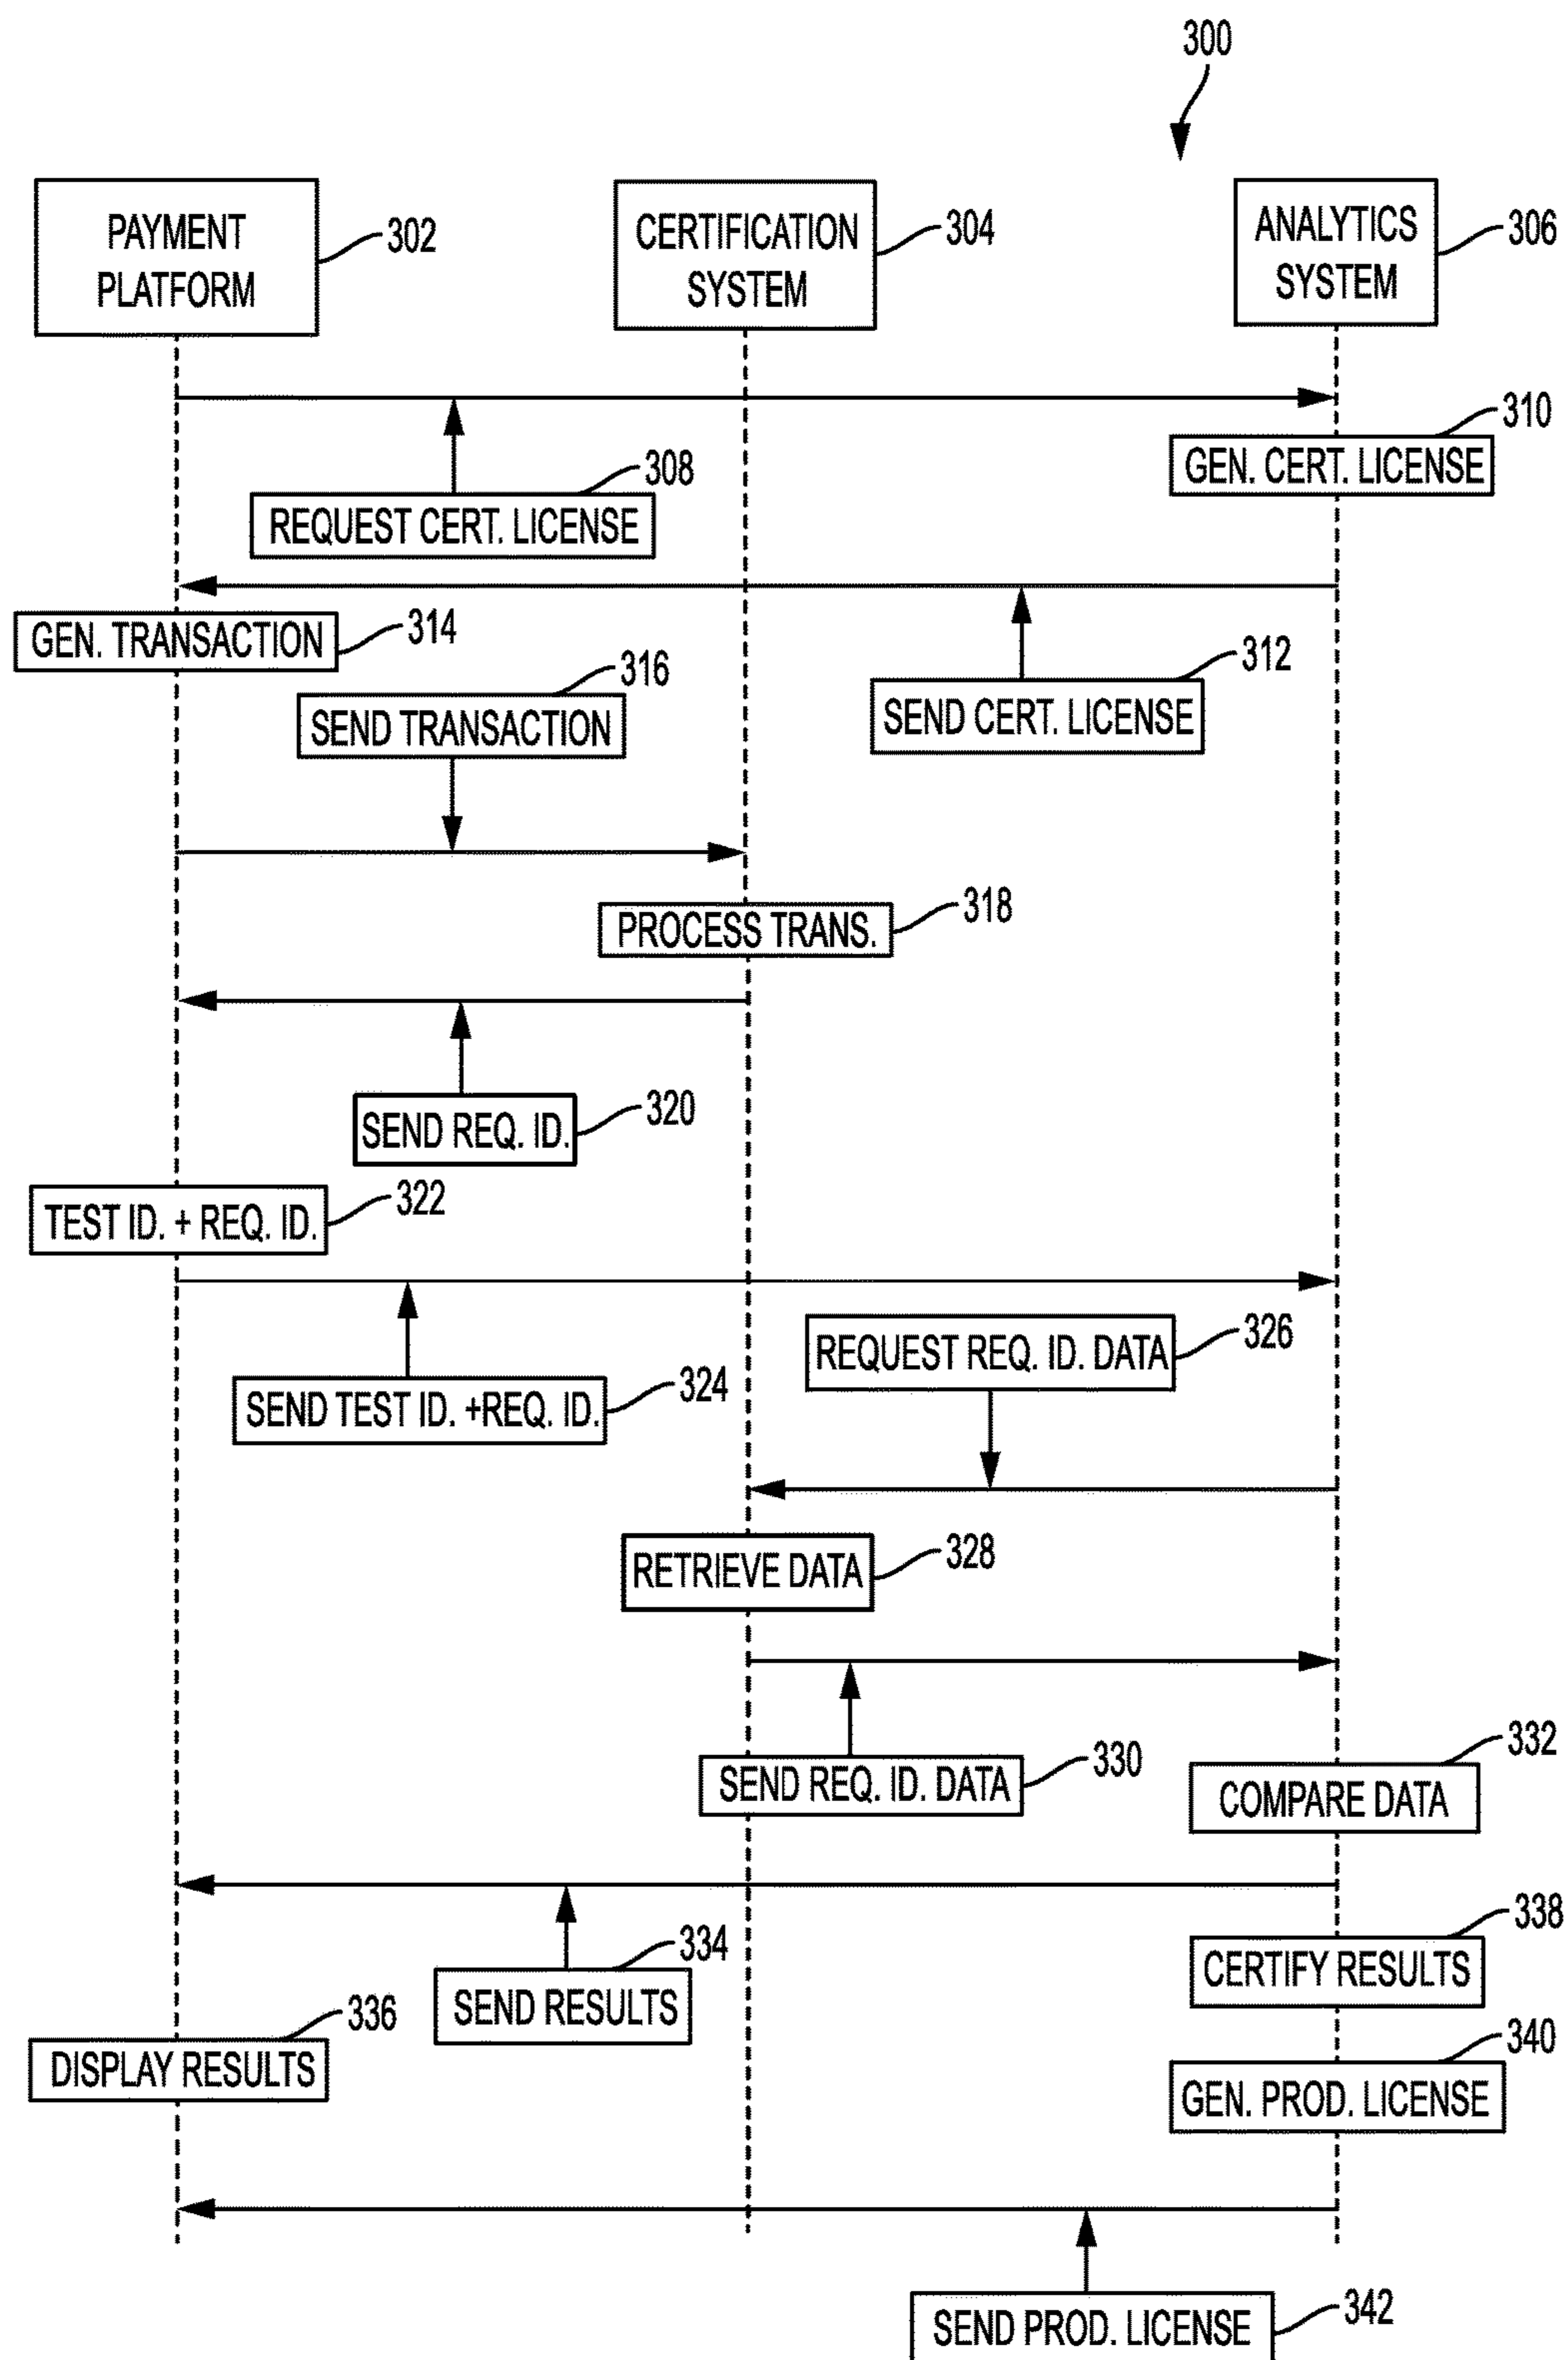 300
PAYMENT
PLATFORM
302
CERTIFICATION
SYSTEM
304
ANALYTICS
SYSTEM
306
310
GEN. CERT. LICENSE
308
REQUEST CERT. LICENSE
GEN. TRANSACTION
314
312
SEND CERT. LICENSE
316
SEND TRANSACTION
PROCESS TRANS.
318
SEND REQ. ID.
320
TEST ID. + REQ. ID.
322
REQUEST REQ. ID. DATA
326
SEND TEST ID. +REQ. ID.
324
RETRIEVE DATA
328
SEND REQ. ID. DATA
330
332
COMPARE DATA
334
SEND RESULTS
338
CERTIFY RESULTS
336
DISPLAY RESULTS
340
GEN. PROD. LICENSE
SEND PROD. LICENSE
342